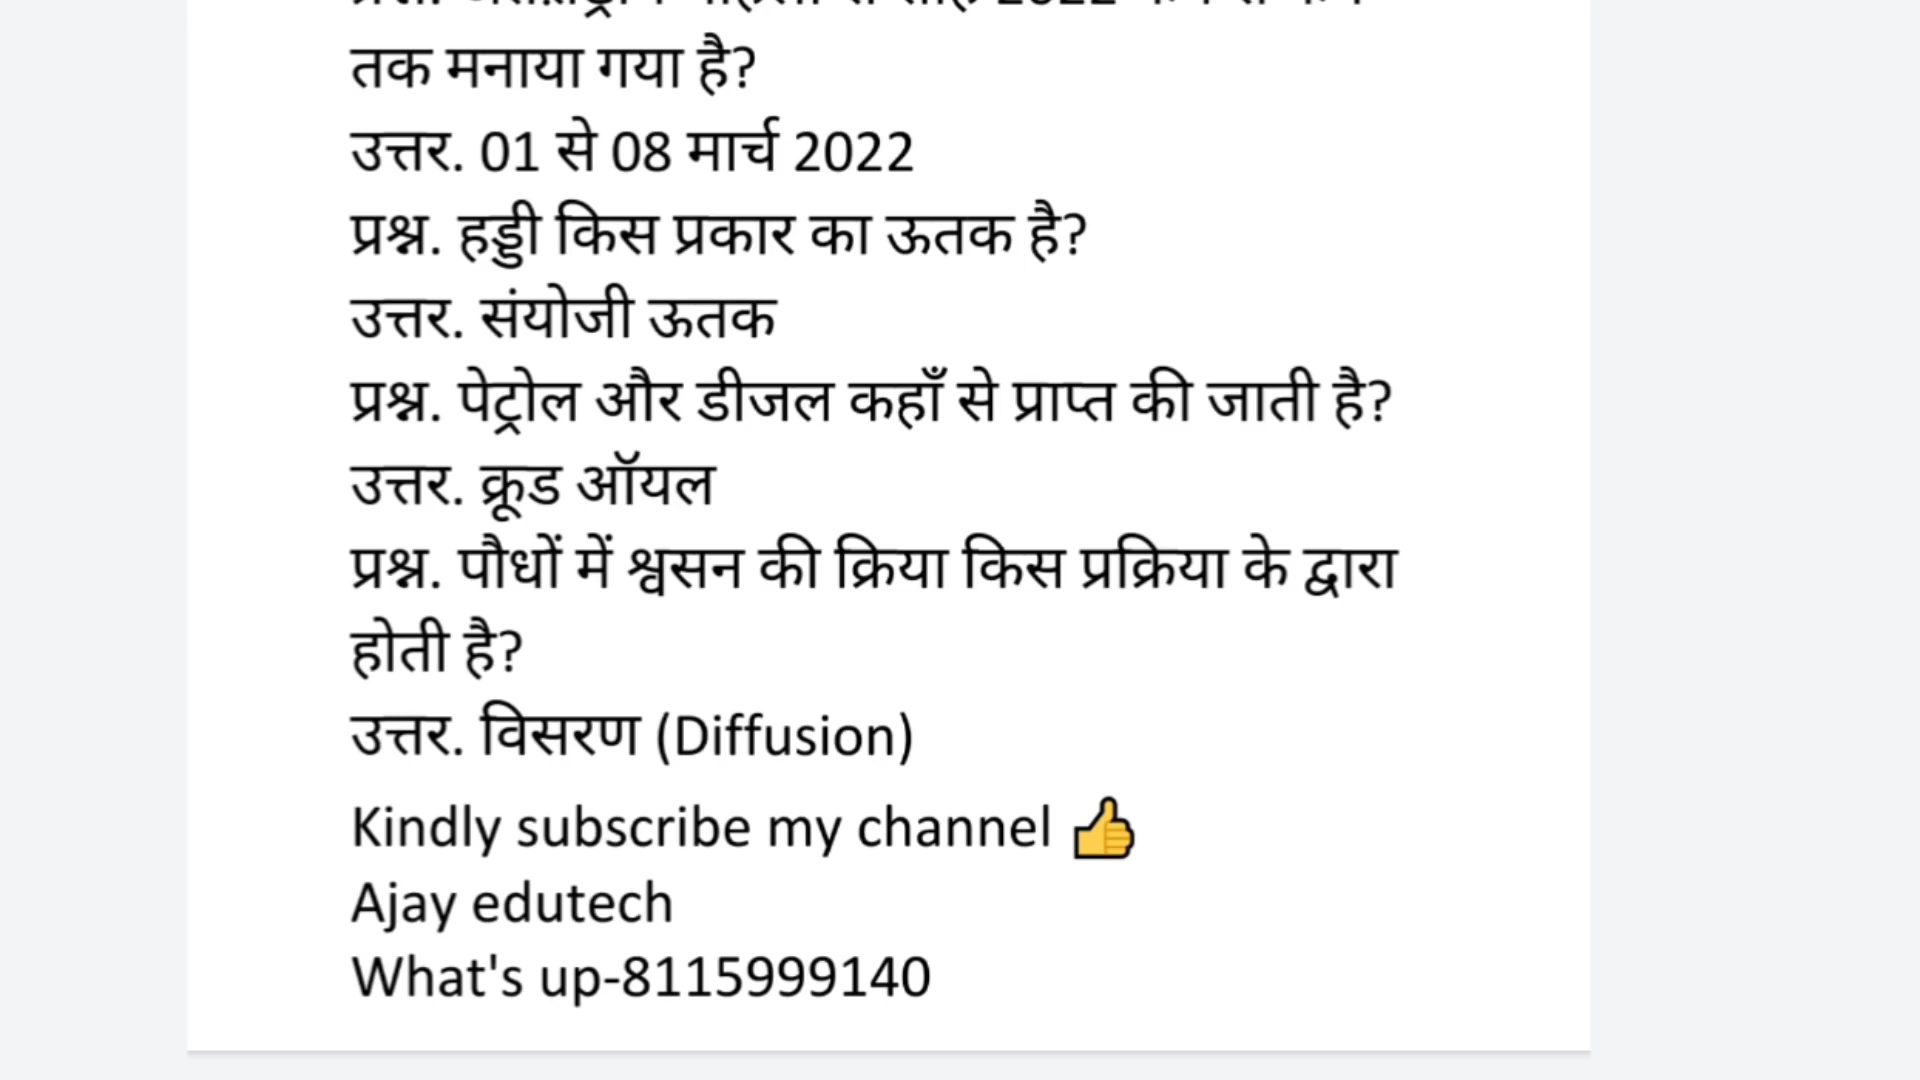 2022
तक मनाया गया है?
उत्तर. 01 से 08 मार्च 2022
प्रश्न. हड्डी किस प्रकार का ऊतक है?
उत्तर. संयोजी ऊतक
प्रश्न. पेट्रोल और डीजल कहाँ से प्राप्त की जाती है?
उत्तर. क्रूड ऑयल
प्रश्न. पौधों में श्वसन की क्रिया किस प्रक्रिया के द्वारा
होती है?
उत्तर. विसरण (Diffusion)
Kindly subscribe my channel 👍
Ajay edutech
What's up-8115999140